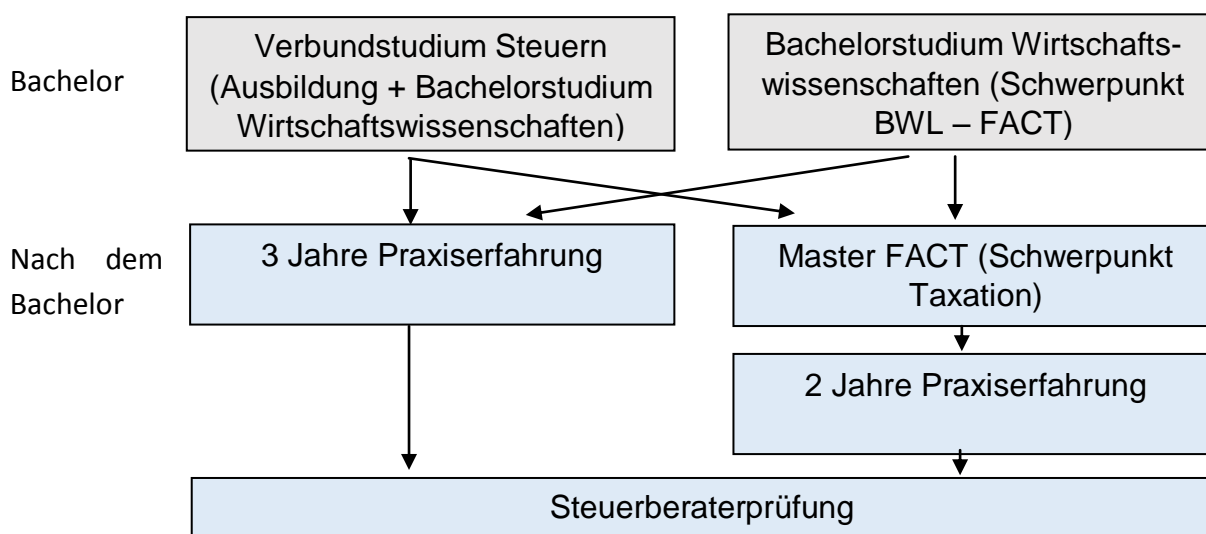 Bachelor
Verbundstudium Steuern
(Ausbildung + Bachelorstudium
Wirtschaftswissenschaften)
Bachelorstudium Wirtschafts-
wissenschaften (Schwerpunkt
BWL – FACT)
Nach dem
Bachelor
3 Jahre Praxiserfahrung
Master FACT (Schwerpunkt
Taxation)
2 Jahre Praxiserfahrung
Steuerberaterprüfung